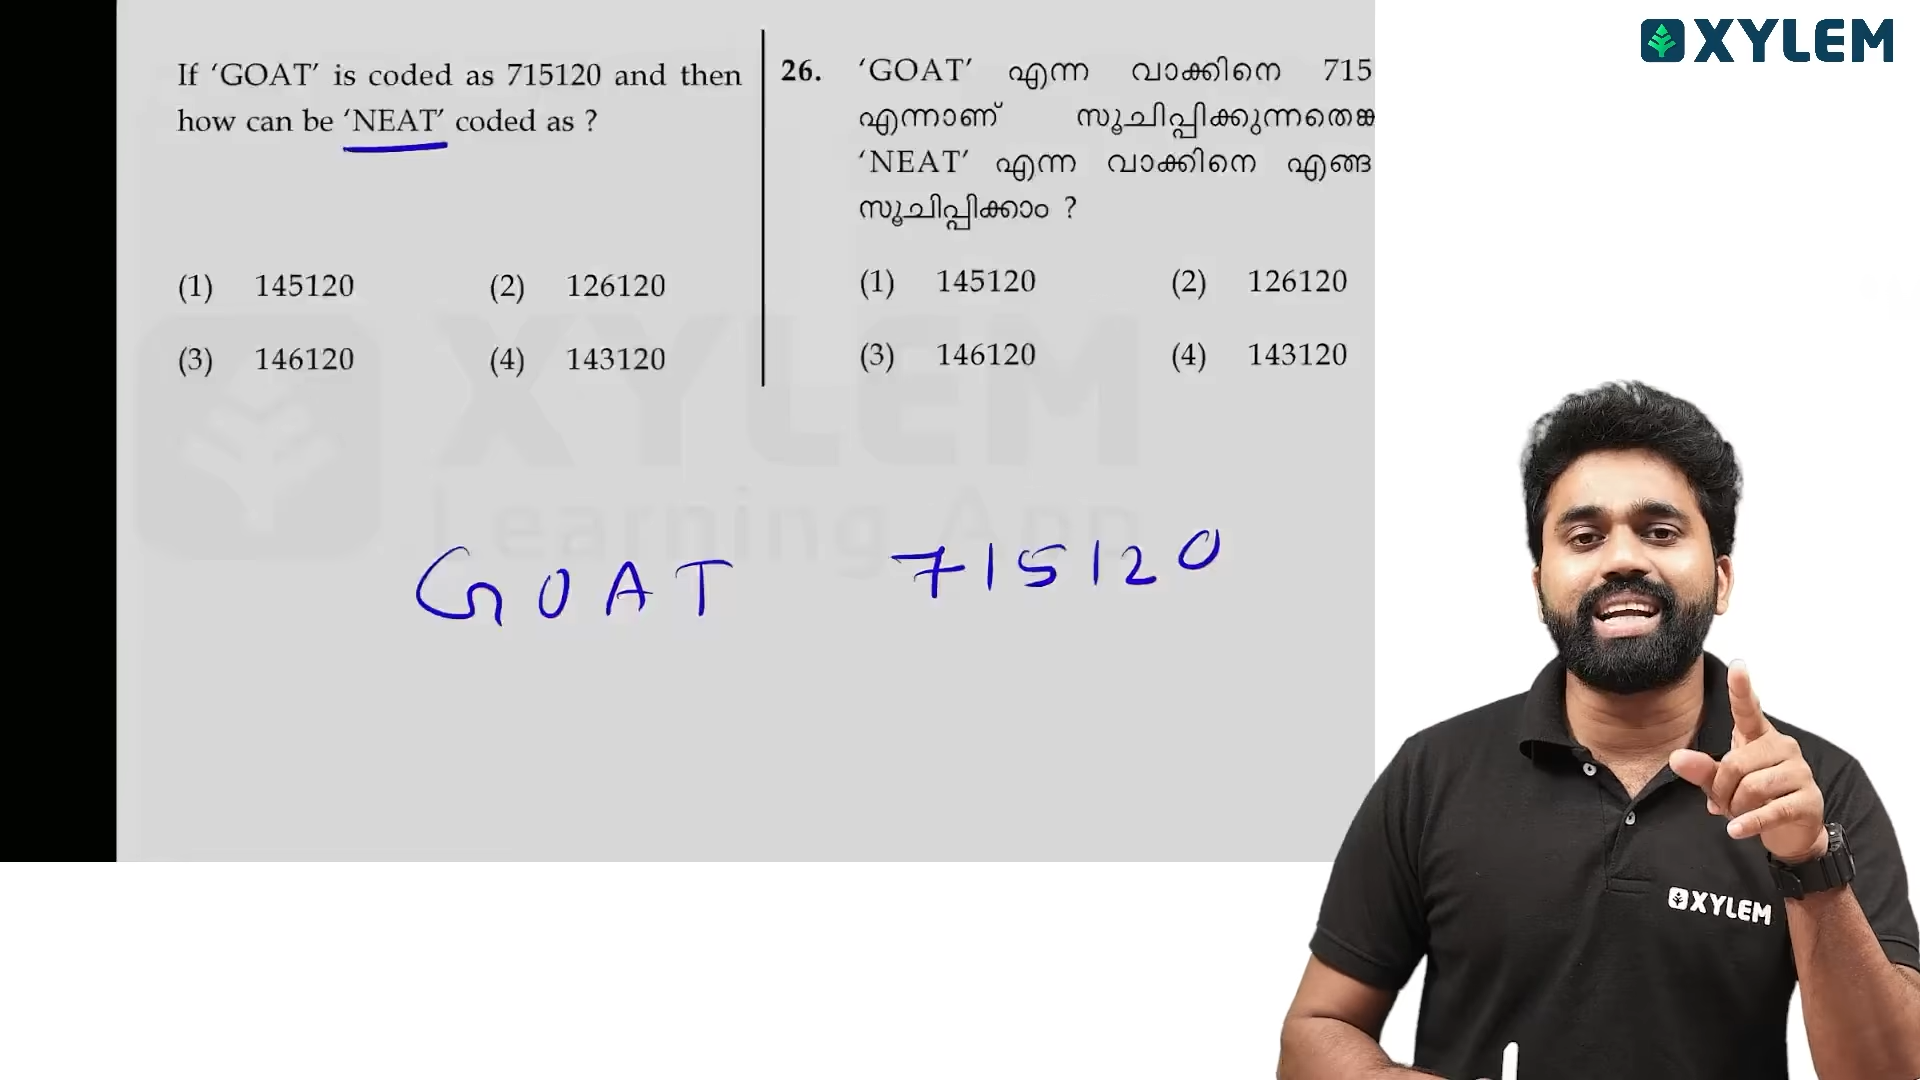 XYLEM
If ‘GOAT’ is coded as 715120 and then
how can be ‘NEAT’ coded as ?
(1) 145120 (2) 126120
(3) 146120 (4) 143120
26. ‘GOAT’ എന്ന വാക്കിനെ 715
എന്നാണ് സൂചിപ്പിക്കുന്നതെങ്ക
‘NEAT’ എന്ന വാക്കിനെ എങ്ങ
സൂചിപ്പിക്കാം ?
(1) 145120 (2) 126120
(3) 146120 (4) 143120
XYLEM
Learning App
GOAT 715120
XYLEM